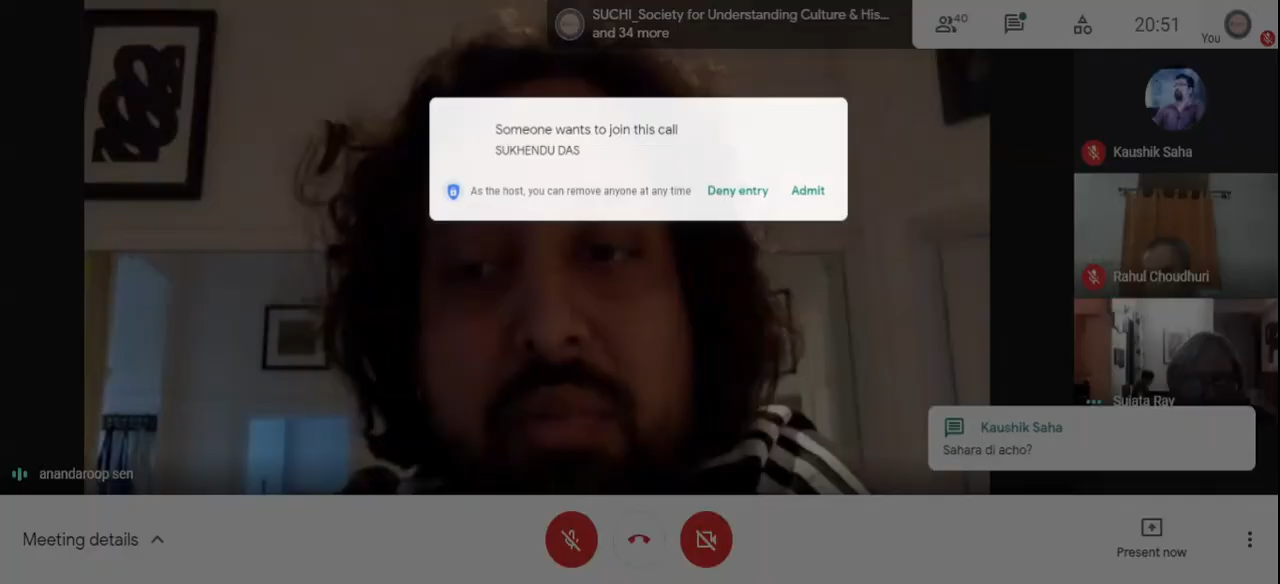 SUCHI_Society for Understanding Culture & His...
and 34 more
40
20:51
You
Someone wants to join this call
SUKHENDU DAS
As the host, you can remove anyone at any time
Deny entry
Admit
Kaushik Saha
Rahul Choudhuri
Sujata Ray
Kaushik Saha
Sahara di acho?
anandaroop sen
Meeting details
Present now